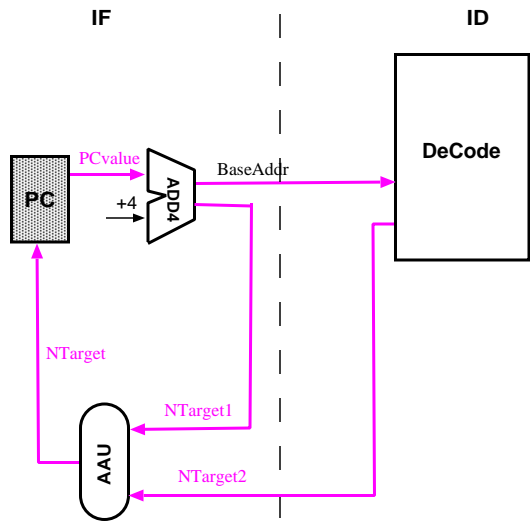 IF
ID
PCvalue
DeCode
BaseAddr
ADD4
PC
+4
NTarget
NTarget1
AAU
NTarget2